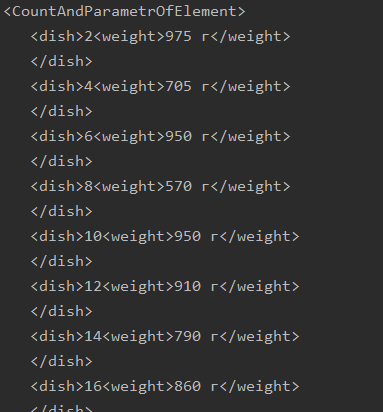 <CountAndParametrOfElement>
<dish>2<weight>975 г</weight>
</dish>
<dish>4<weight>705 г</weight>
</dish>
<dish>6<weight>950 г</weight>
</dish>
<dish>8<weight>570 г</weight>
</dish>
<dish>10<weight>950 г</weight>
</dish>
<dish>12<weight>910 г</weight>
</dish>
<dish>14<weight>790 г</weight>
</dish>
<dish>16<weight>860 г</weight>
</dish>